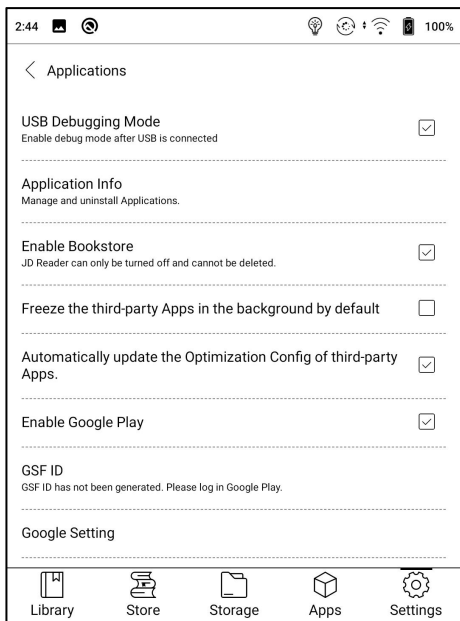 2:44 100%
Applications
USB Debugging Mode
Enable debug mode after USB is connected
Application Info
Manage and uninstall Applications.
Enable Bookstore
JD Reader can only be turned off and cannot be deleted.
Freeze the third-party Apps in the background by default
Automatically update the Optimization Config of third-party
Apps.
Enable Google Play
GSF ID
GSF ID has not been generated. Please log in Google Play.
Google Setting
Library Store Storage Apps Settings